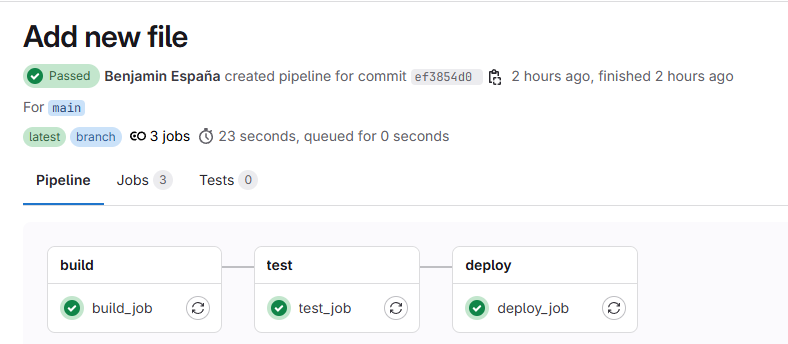 Add new file
Passed Benjamin España created pipeline for commit ef3854d0 2 hours ago, finished 2 hours ago
For main
latest branch 3 jobs 23 seconds, queued for 0 seconds
Pipeline Jobs 3 Tests 0
build test deploy
build_job test_job deploy_job